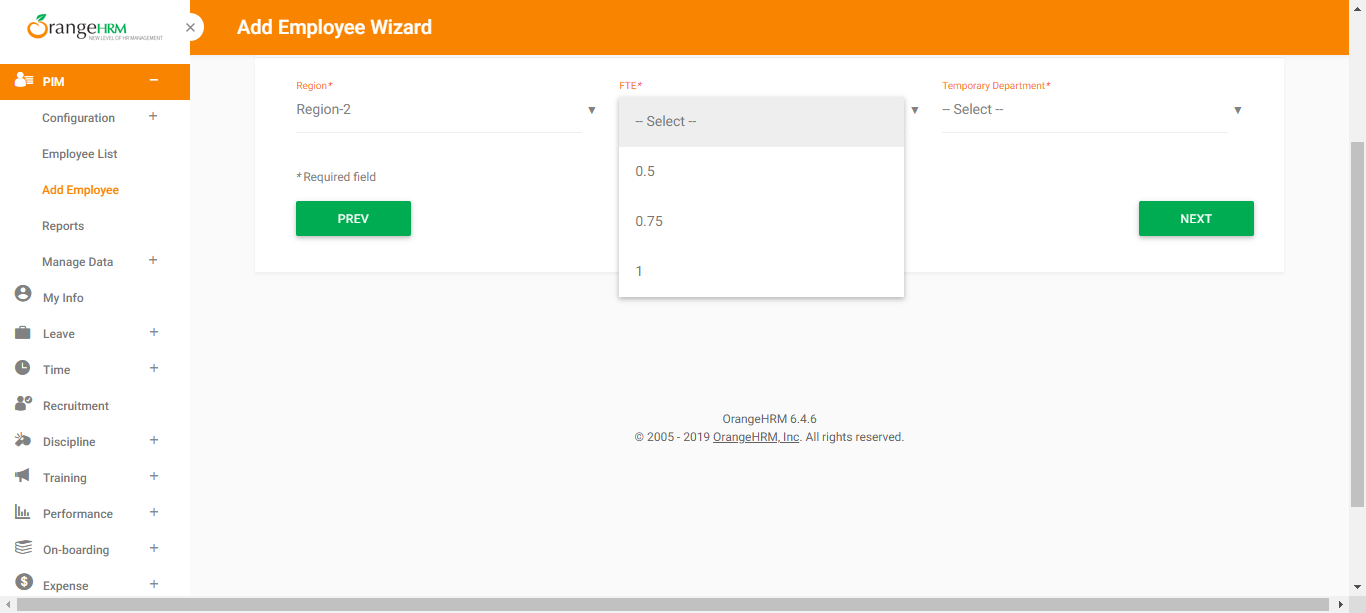 OrangeHRM
NEW LEVEL OF HR MANAGEMENT
Add Employee Wizard
PIM
Configuration
Employee List
Add Employee
Reports
Manage Data
My Info
Leave
Time
Recruitment
Discipline
Training
Performance
On-boarding
Expense
Region*
Region-2
FTE*
-- Select --
0.5
0.75
1
Temporary Department*
-- Select --
* Required field
PREV
NEXT
OrangeHRM 6.4.6
© 2005 - 2019 OrangeHRM, Inc. All rights reserved.